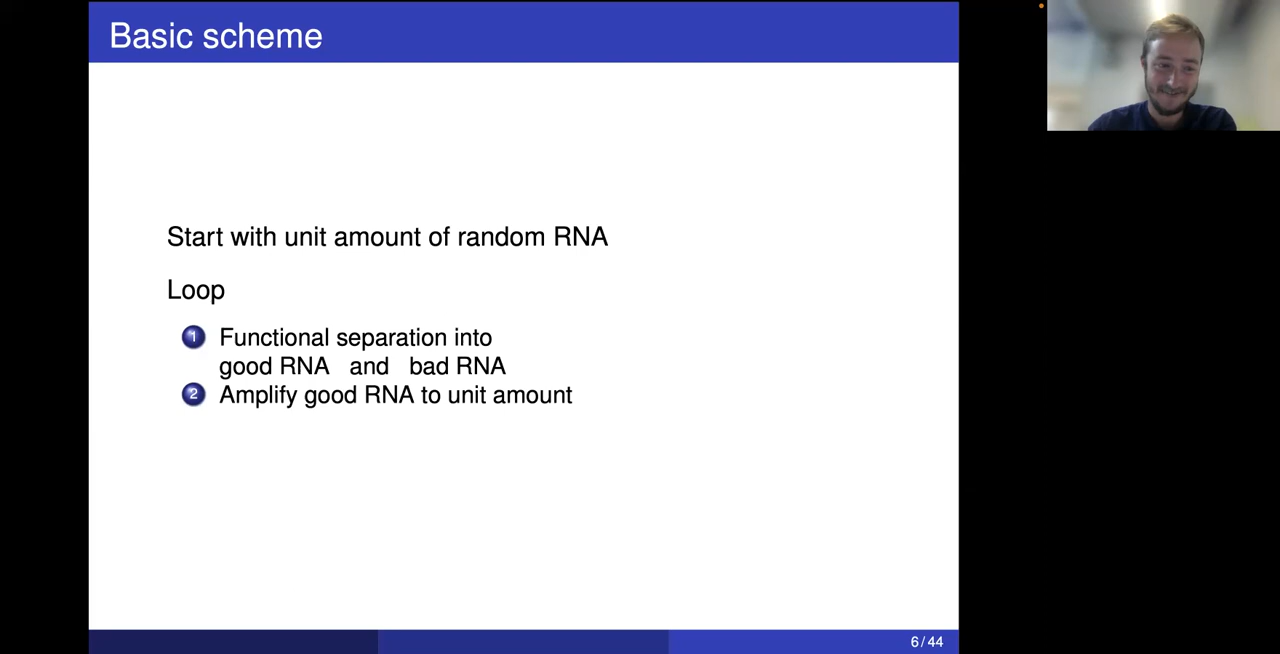 Basic scheme
Start with unit amount of random RNA
Loop
1 Functional separation into
good RNA and bad RNA
2 Amplify good RNA to unit amount
6 / 44